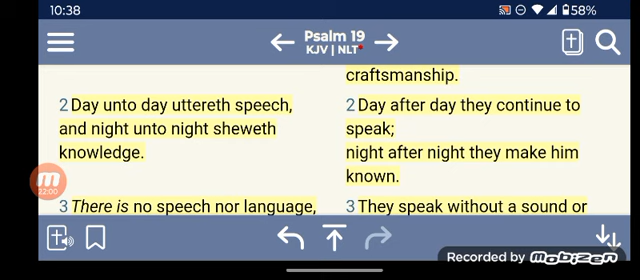 10:38
58%
Psalm 19
KJV | NLT
craftsmanship.
2 Day unto day uttereth speech,
and night unto night sheweth
knowledge.
2 Day after day they continue to
speak;
night after night they make him
known.
22:00
3 There is no speech nor language,
3 They speak without a sound or
Recorded by Mobizen